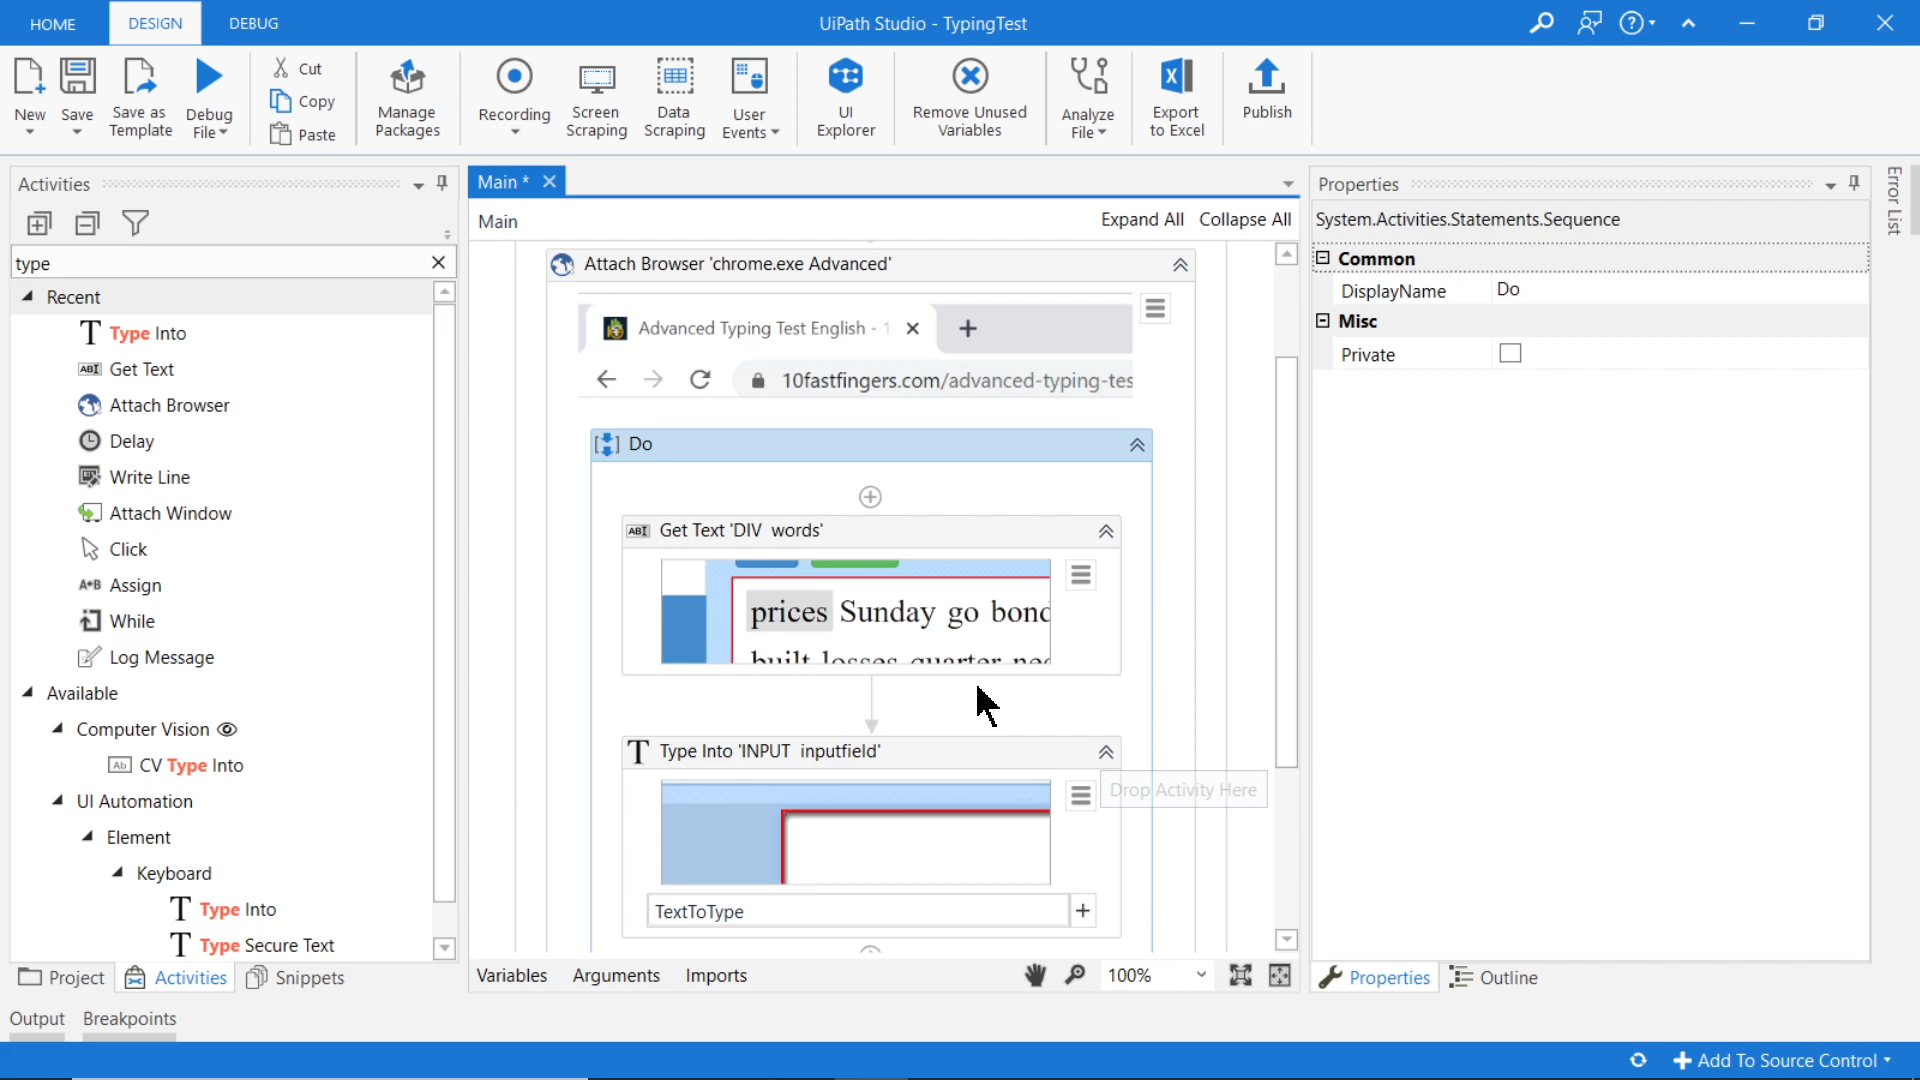 HOME
DESIGN
DEBUG
UiPath Studio - TypingTest
New
Save
Save as
Template
Debug
File
Cut
Copy
Paste
Manage
Packages
Recording
Screen
Scraping
Data
Scraping
User
Events
UI
Explorer
Remove Unused
Variables
Analyze
File
Export
to Excel
Publish
Activities
type
Recent
Type Into
Get Text
Attach Browser
Delay
Write Line
Attach Window
Click
Assign
While
Log Message
Available
Computer Vision
CV Type Into
UI Automation
Element
Keyboard
Type Into
Type Secure Text
Project
Activities
Snippets
Main *
Main
Expand All
Collapse All
Attach Browser 'chrome.exe Advanced'
Advanced Typing Test English - 1
10fastfingers.com/advanced-typing-tes
Do
Get Text 'DIV words'
prices Sunday go bond
built losses quarter
Type Into 'INPUT inputfield'
Drop Activity Here
TextToType
Variables
Arguments
Imports
100%
Properties
System.Activities.Statements.Sequence
Common
DisplayName
Do
Misc
Private
Properties
Outline
Error List
Output
Breakpoints
Add To Source Control